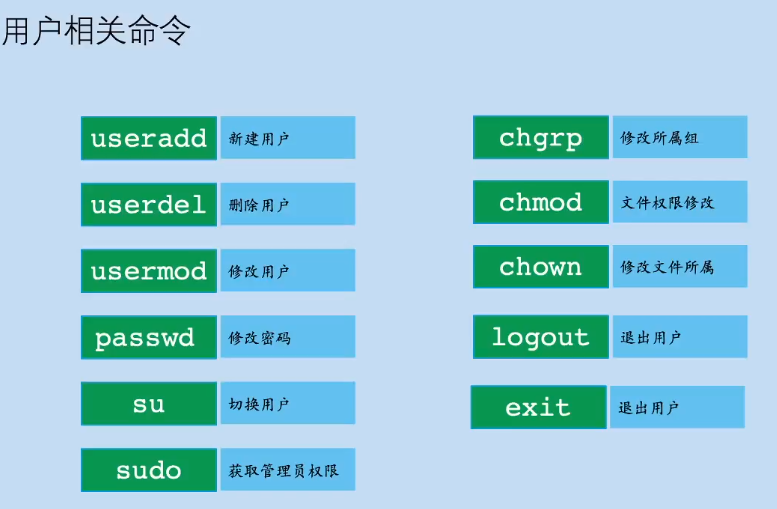 用户相关命令
useradd 新建用户
userdel 删除用户
usermod 修改用户
passwd 修改密码
su 切换用户
sudo 获取管理员权限
chgrp 修改所属组
chmod 文件权限修改
chown 修改文件所属
logout 退出用户
exit 退出用户